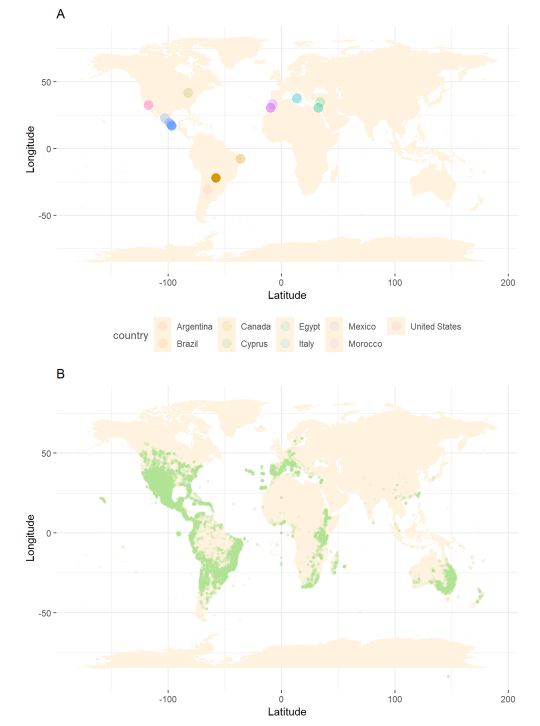 A
50
0
-50
Longitude
-100 0 100 200
Latitude
country
Argentina Canada Egypt Mexico United States
Brazil Cyprus Italy Morocco
B
50
0
-50
Longitude
-100 0 100 200
Latitude